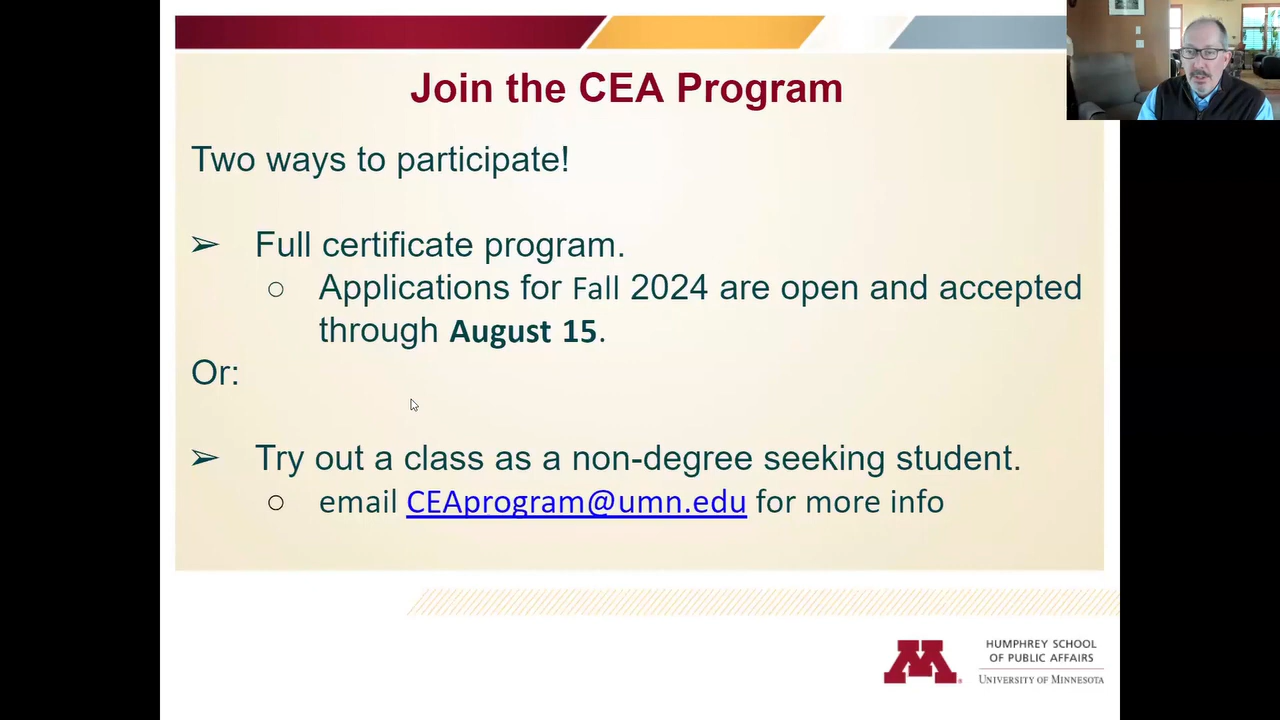 Join the CEA Program
Two ways to participate!
➢ Full certificate program.
○ Applications for Fall 2024 are open and accepted
through August 15.
Or:
➢ Try out a class as a non-degree seeking student.
○ email CEAprogram@umn.edu for more info
M
HUMPHREY SCHOOL
OF PUBLIC AFFAIRS
UNIVERSITY OF MINNESOTA